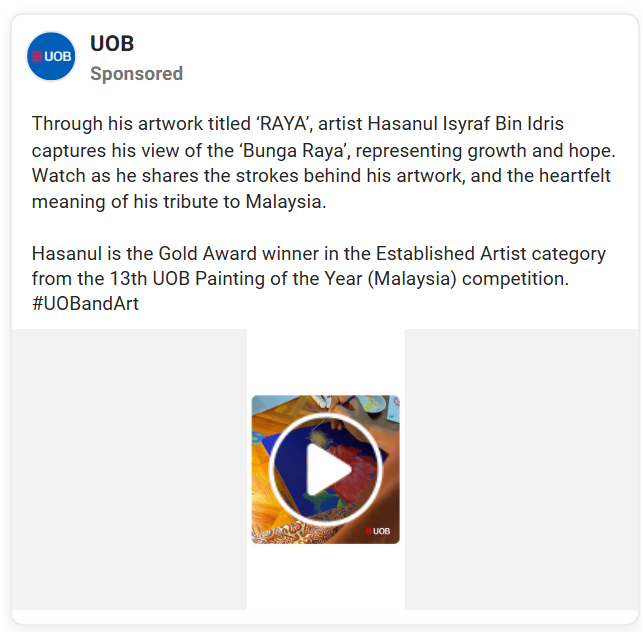 UOB
UOB
Sponsored
Through his artwork titled ‘RAYA’, artist Hasanul Isyraf Bin Idris
captures his view of the ‘Bunga Raya’, representing growth and hope.
Watch as he shares the strokes behind his artwork, and the heartfelt
meaning of his tribute to Malaysia.
Hasanul is the Gold Award winner in the Established Artist category
from the 13th UOB Painting of the Year (Malaysia) competition.
#UOBandArt
UOB